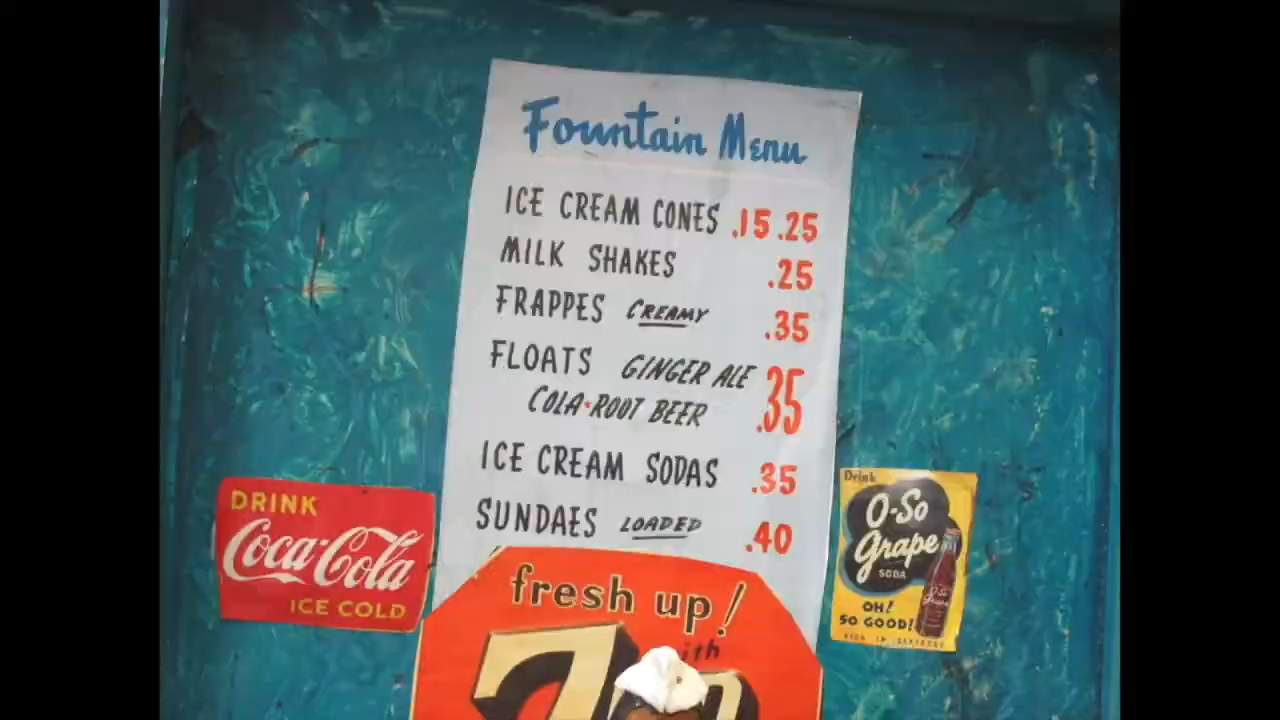 Fountain Menu
ICE CREAM CONES .15 .25
MILK SHAKES .25
FRAPPES CREAMY .35
FLOATS GINGER ALE
COLA·ROOT BEER .35
ICE CREAM SODAS .35
SUNDAES LOADED .40
DRINK
Coca-Cola
ICE COLD
fresh up!
Drink
O-So
Grape
SODA
OH!
SO GOOD!